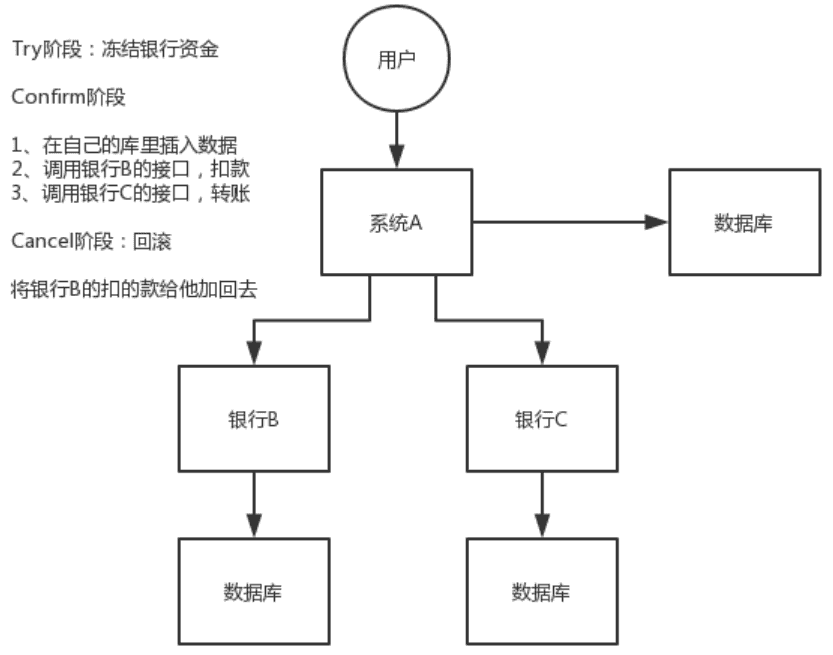 Try阶段：冻结银行资金
Confirm阶段
1、在自己的库里插入数据
2、调用银行B的接口，扣款
3、调用银行C的接口，转账
Cancel阶段：回滚
将银行B的扣的款给他加回去
用户
系统A
数据库
银行B
银行C
数据库
数据库